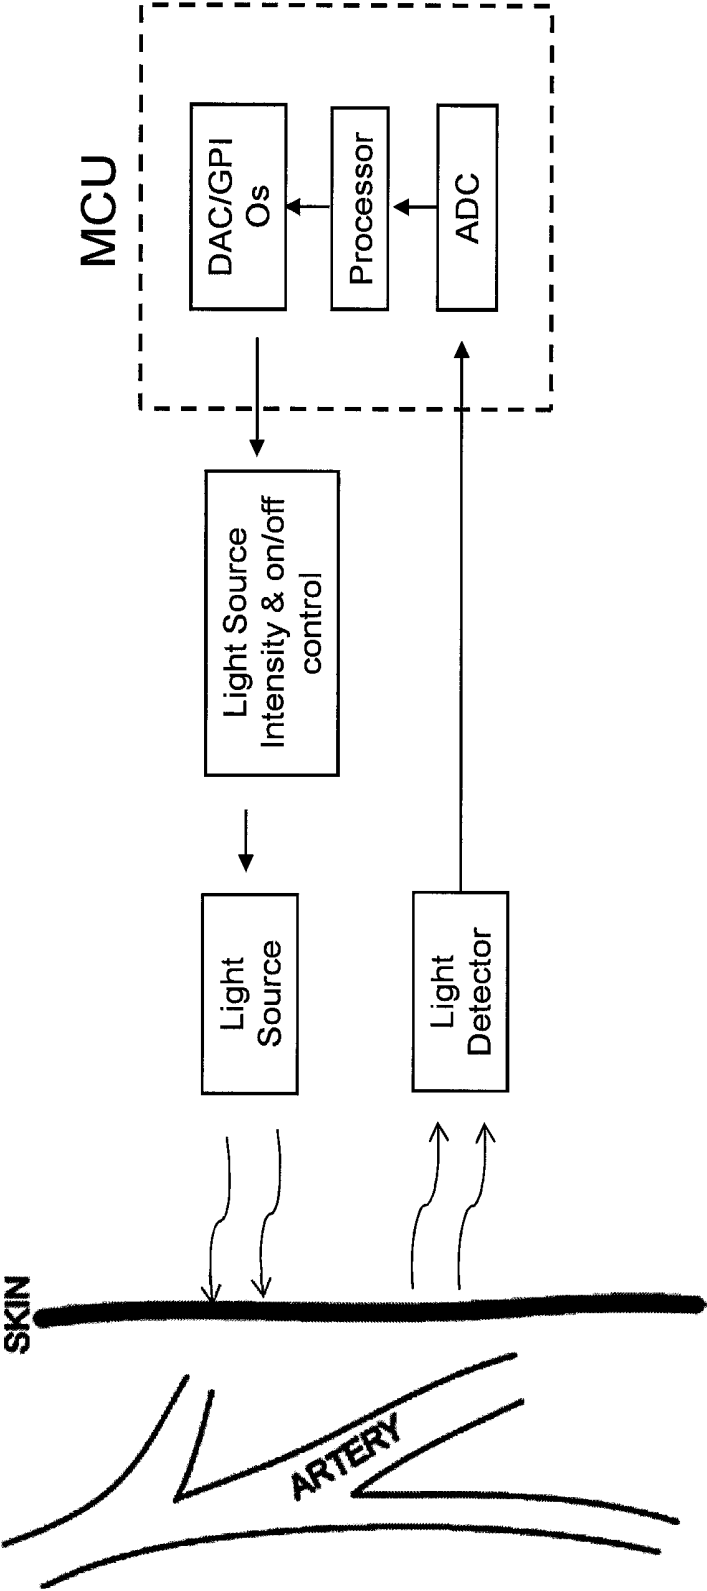 MCU
DAC/GPI
Os
Processor
ADC
Light Source
Intensity & on/off
control
Light
Source
Light
Detector
SKIN
ARTERY